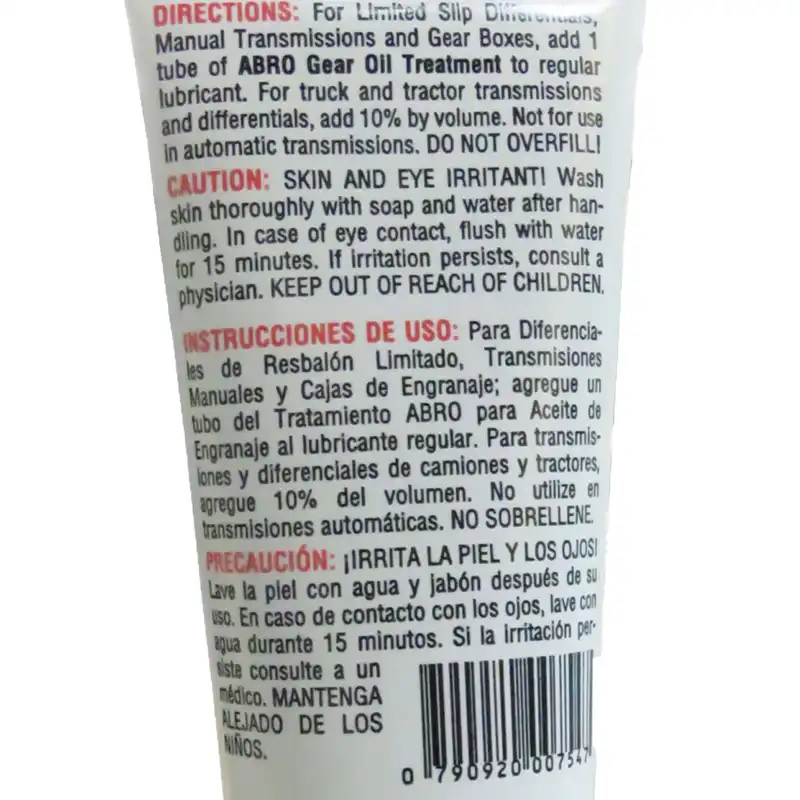 DIRECTIONS: For Limited Slip Differentials,
Manual Transmissions and Gear Boxes, add 1
tube of ABRO Gear Oil Treatment to regular
lubricant. For truck and tractor transmissions
and differentials, add 10% by volume. Not for use
in automatic transmissions. DO NOT OVERFILL!
CAUTION: SKIN AND EYE IRRITANT! Wash
skin thoroughly with soap and water after han-
dling. In case of eye contact, flush with water
for 15 minutes. If irritation persists, consult a
physician. KEEP OUT OF REACH OF CHILDREN.
INSTRUCCIONES DE USO: Para Diferencia-
les de Resbalón Limitado, Transmisiones
Manuales y Cajas de Engranaje; agregue un
tubo del Tratamiento ABRO para Aceite de
Engranaje al lubricante regular. Para transmis-
iones y diferenciales de camiones y tractores,
agregue 10% del volumen. No utilize en
transmisiones automáticas. NO SOBRELLENE.
PRECAUCIÓN: ¡IRRITA LA PIEL Y LOS OJOS!
Lave la piel con agua y jabón después de su
uso. En caso de contacto con los ojos, lave con
agua durante 15 minutos. Si la irritación per-
siste consulte a un
médico. MANTENGA
ALEJADO DE LOS
NIÑOS.
0 790920 007547